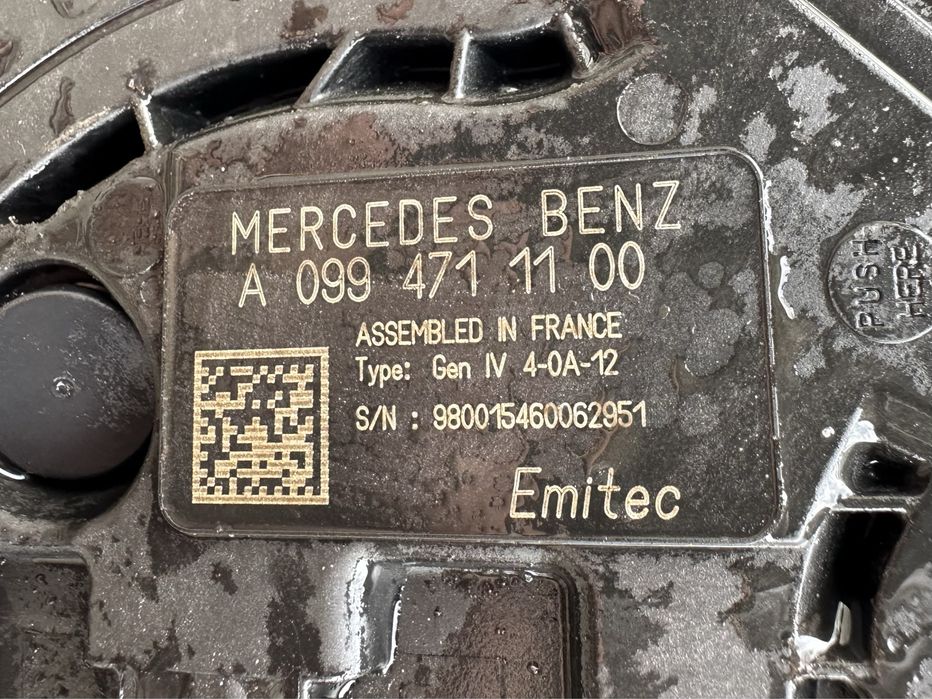 MERCEDES BENZ
A 099 471 11 00
ASSEMBLED IN FRANCE
Type: Gen IV 4-0A-12
S/N : 980015460062951
Emitec
PUSH
HERE